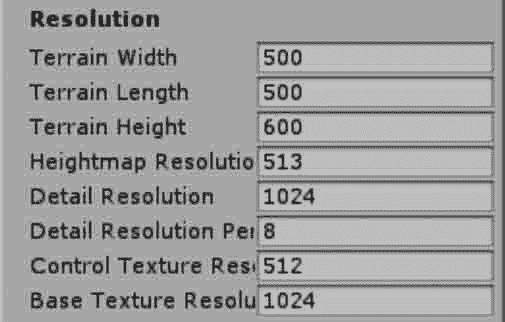 Resolution
Terrain Width 500
Terrain Length 500
Terrain Height 600
Heightmap Resolutio 513
Detail Resolution 1024
Detail Resolution Per 8
Control Texture Res 512
Base Texture Resolu 1024